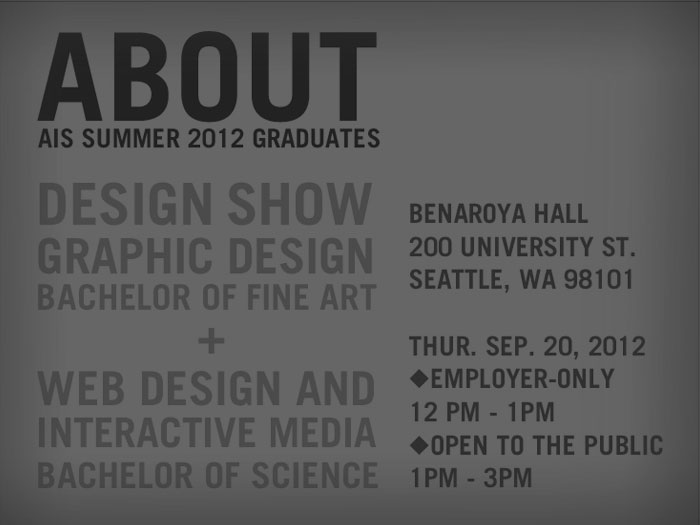 ABOUT
AIS SUMMER 2012 GRADUATES
DESIGN SHOW
GRAPHIC DESIGN
BACHELOR OF FINE ART
+
WEB DESIGN AND
INTERACTIVE MEDIA
BACHELOR OF SCIENCE
BENAROYA HALL
200 UNIVERSITY ST.
SEATTLE, WA 98101
THUR. SEP. 20, 2012
◆EMPLOYER-ONLY
12 PM - 1PM
◆OPEN TO THE PUBLIC
1PM - 3PM